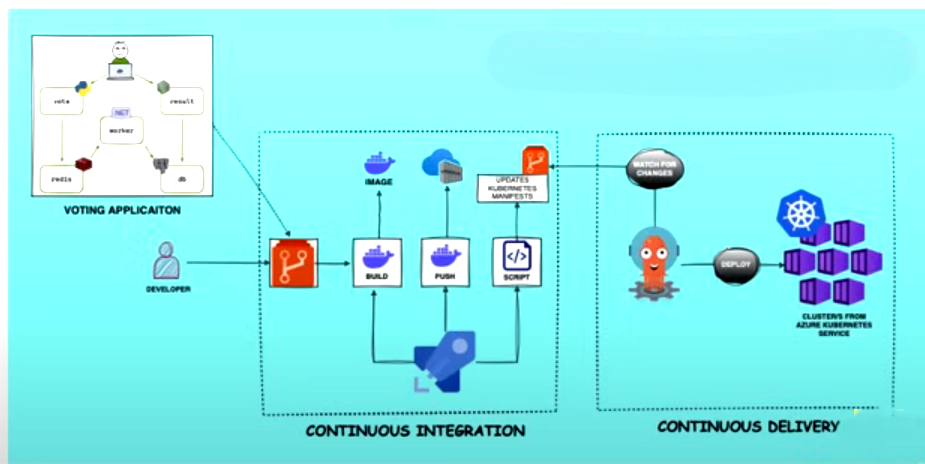 vote
result
.NET
worker
redis
db
VOTING APPLICAITON
DEVELOPER
IMAGE
UPDATES
KUBERNETES
MANIFESTS
BUILD
PUSH
SCRIPT
CONTINUOUS INTEGRATION
WATCH FOR
CHANGES
DEPLOY
CLUSTER/S FROM
AZURE KUBERNETES
SERVICE
CONTINUOUS DELIVERY